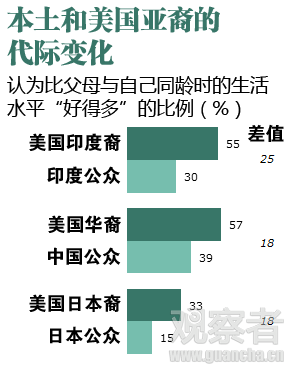 本土和美国亚裔的
代际变化
认为比父母与自己同龄时的生活
水平“好得多”的比例（%）
差值
美国印度裔 55
25
印度公众 30
美国华裔 57
18
中国公众 39
美国日本裔 33
18
日本公众 15
观察者
www.guancha.cn